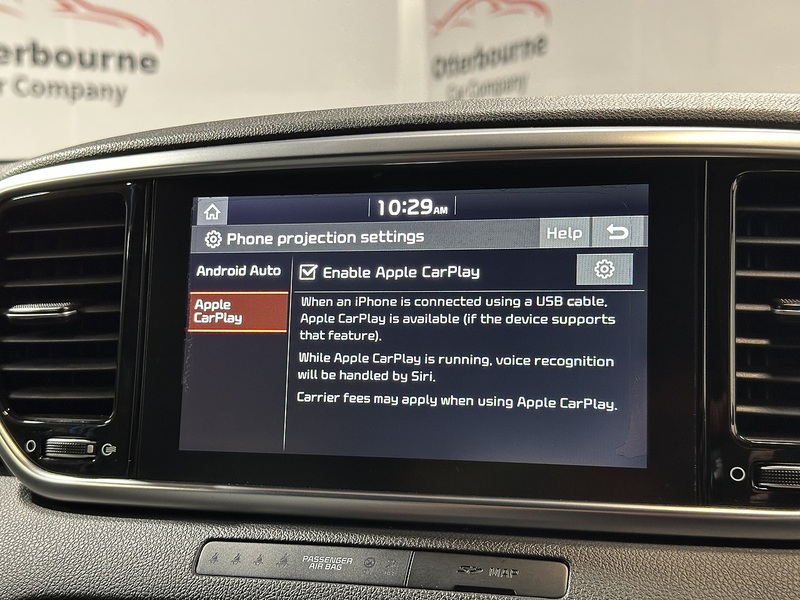 tterbourne
r Company
Otterbourne
Car Company
10:29AM
Phone projection settings
Help
Android Auto
Apple
CarPlay
Enable Apple CarPlay
When an iPhone is connected using a USB cable,
Apple CarPlay is available (if the device supports
that feature).
While Apple CarPlay is running, voice recognition
will be handled by Siri.
Carrier fees may apply when using Apple CarPlay.
PASSENGER
AIR BAG
MAP